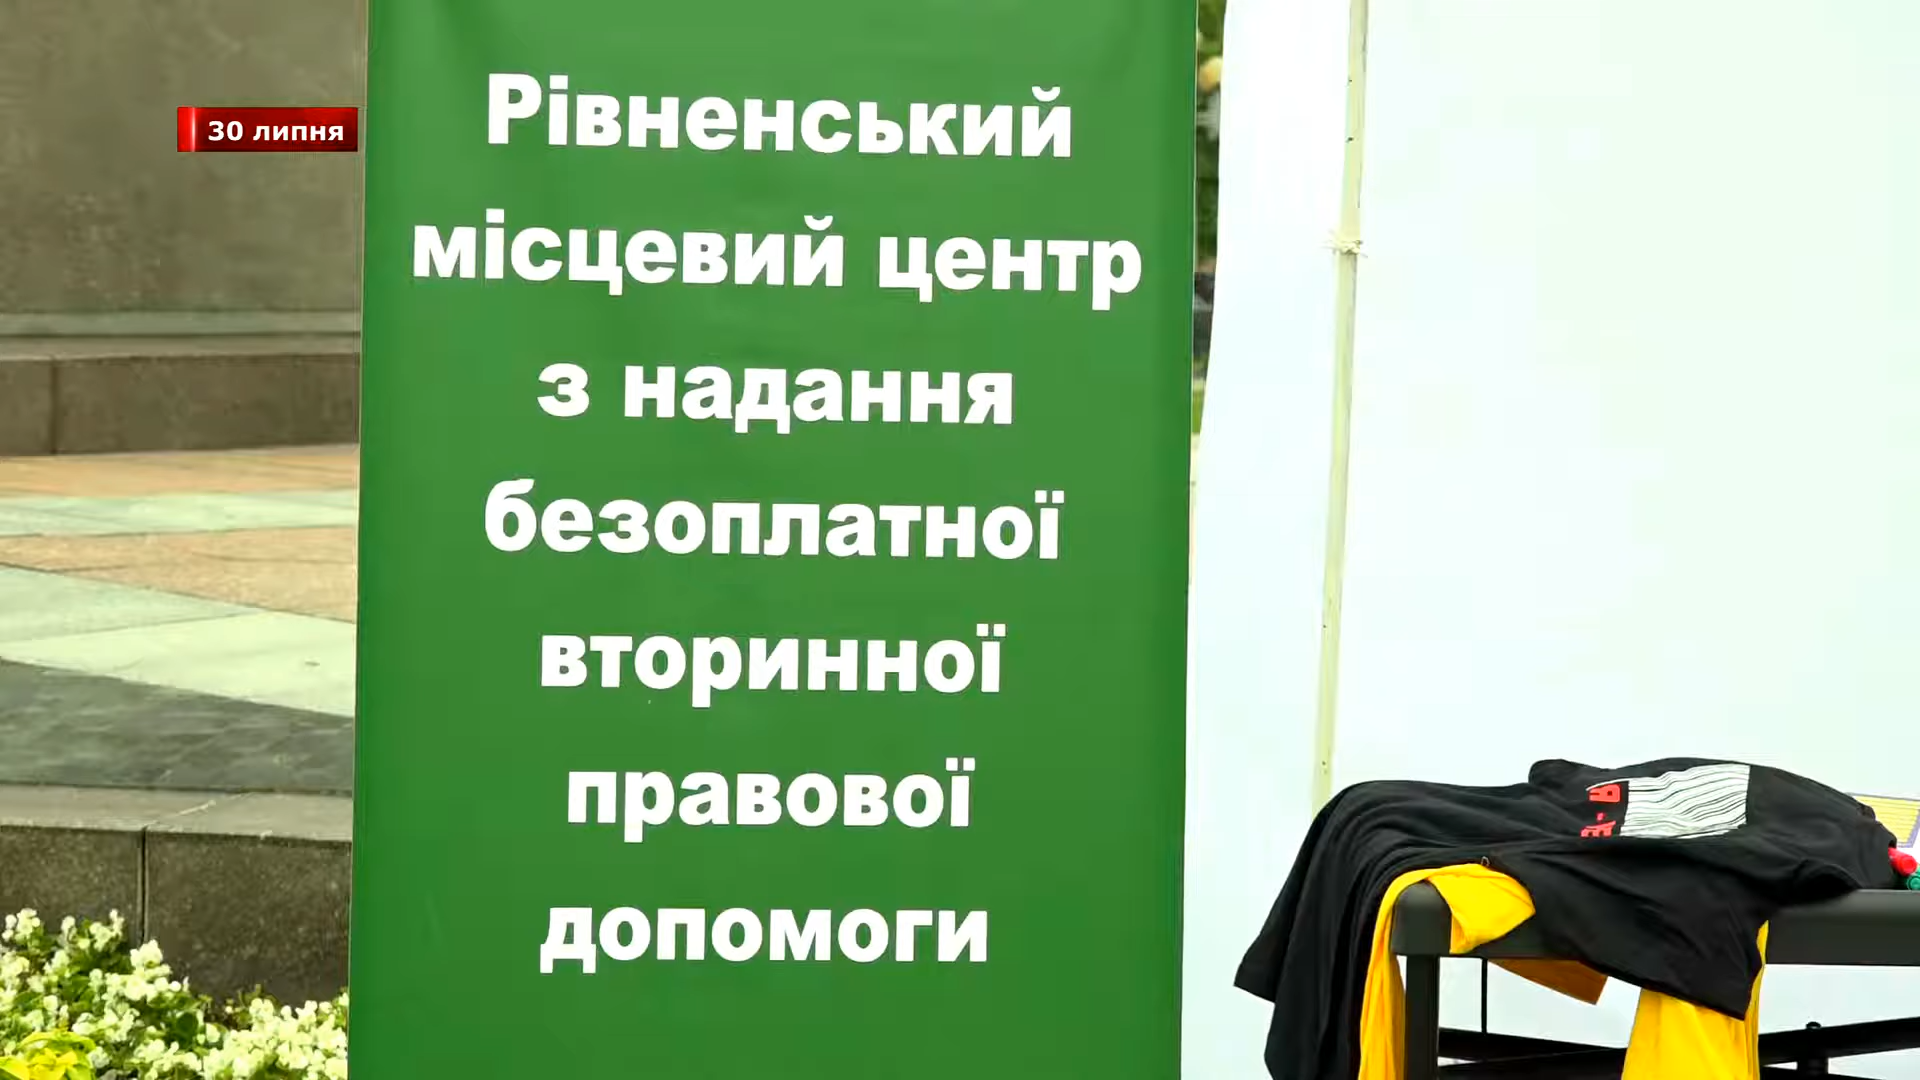 30 липня
Рівненський
місцевий центр
з надання
безоплатної
вторинної
правової
допомоги